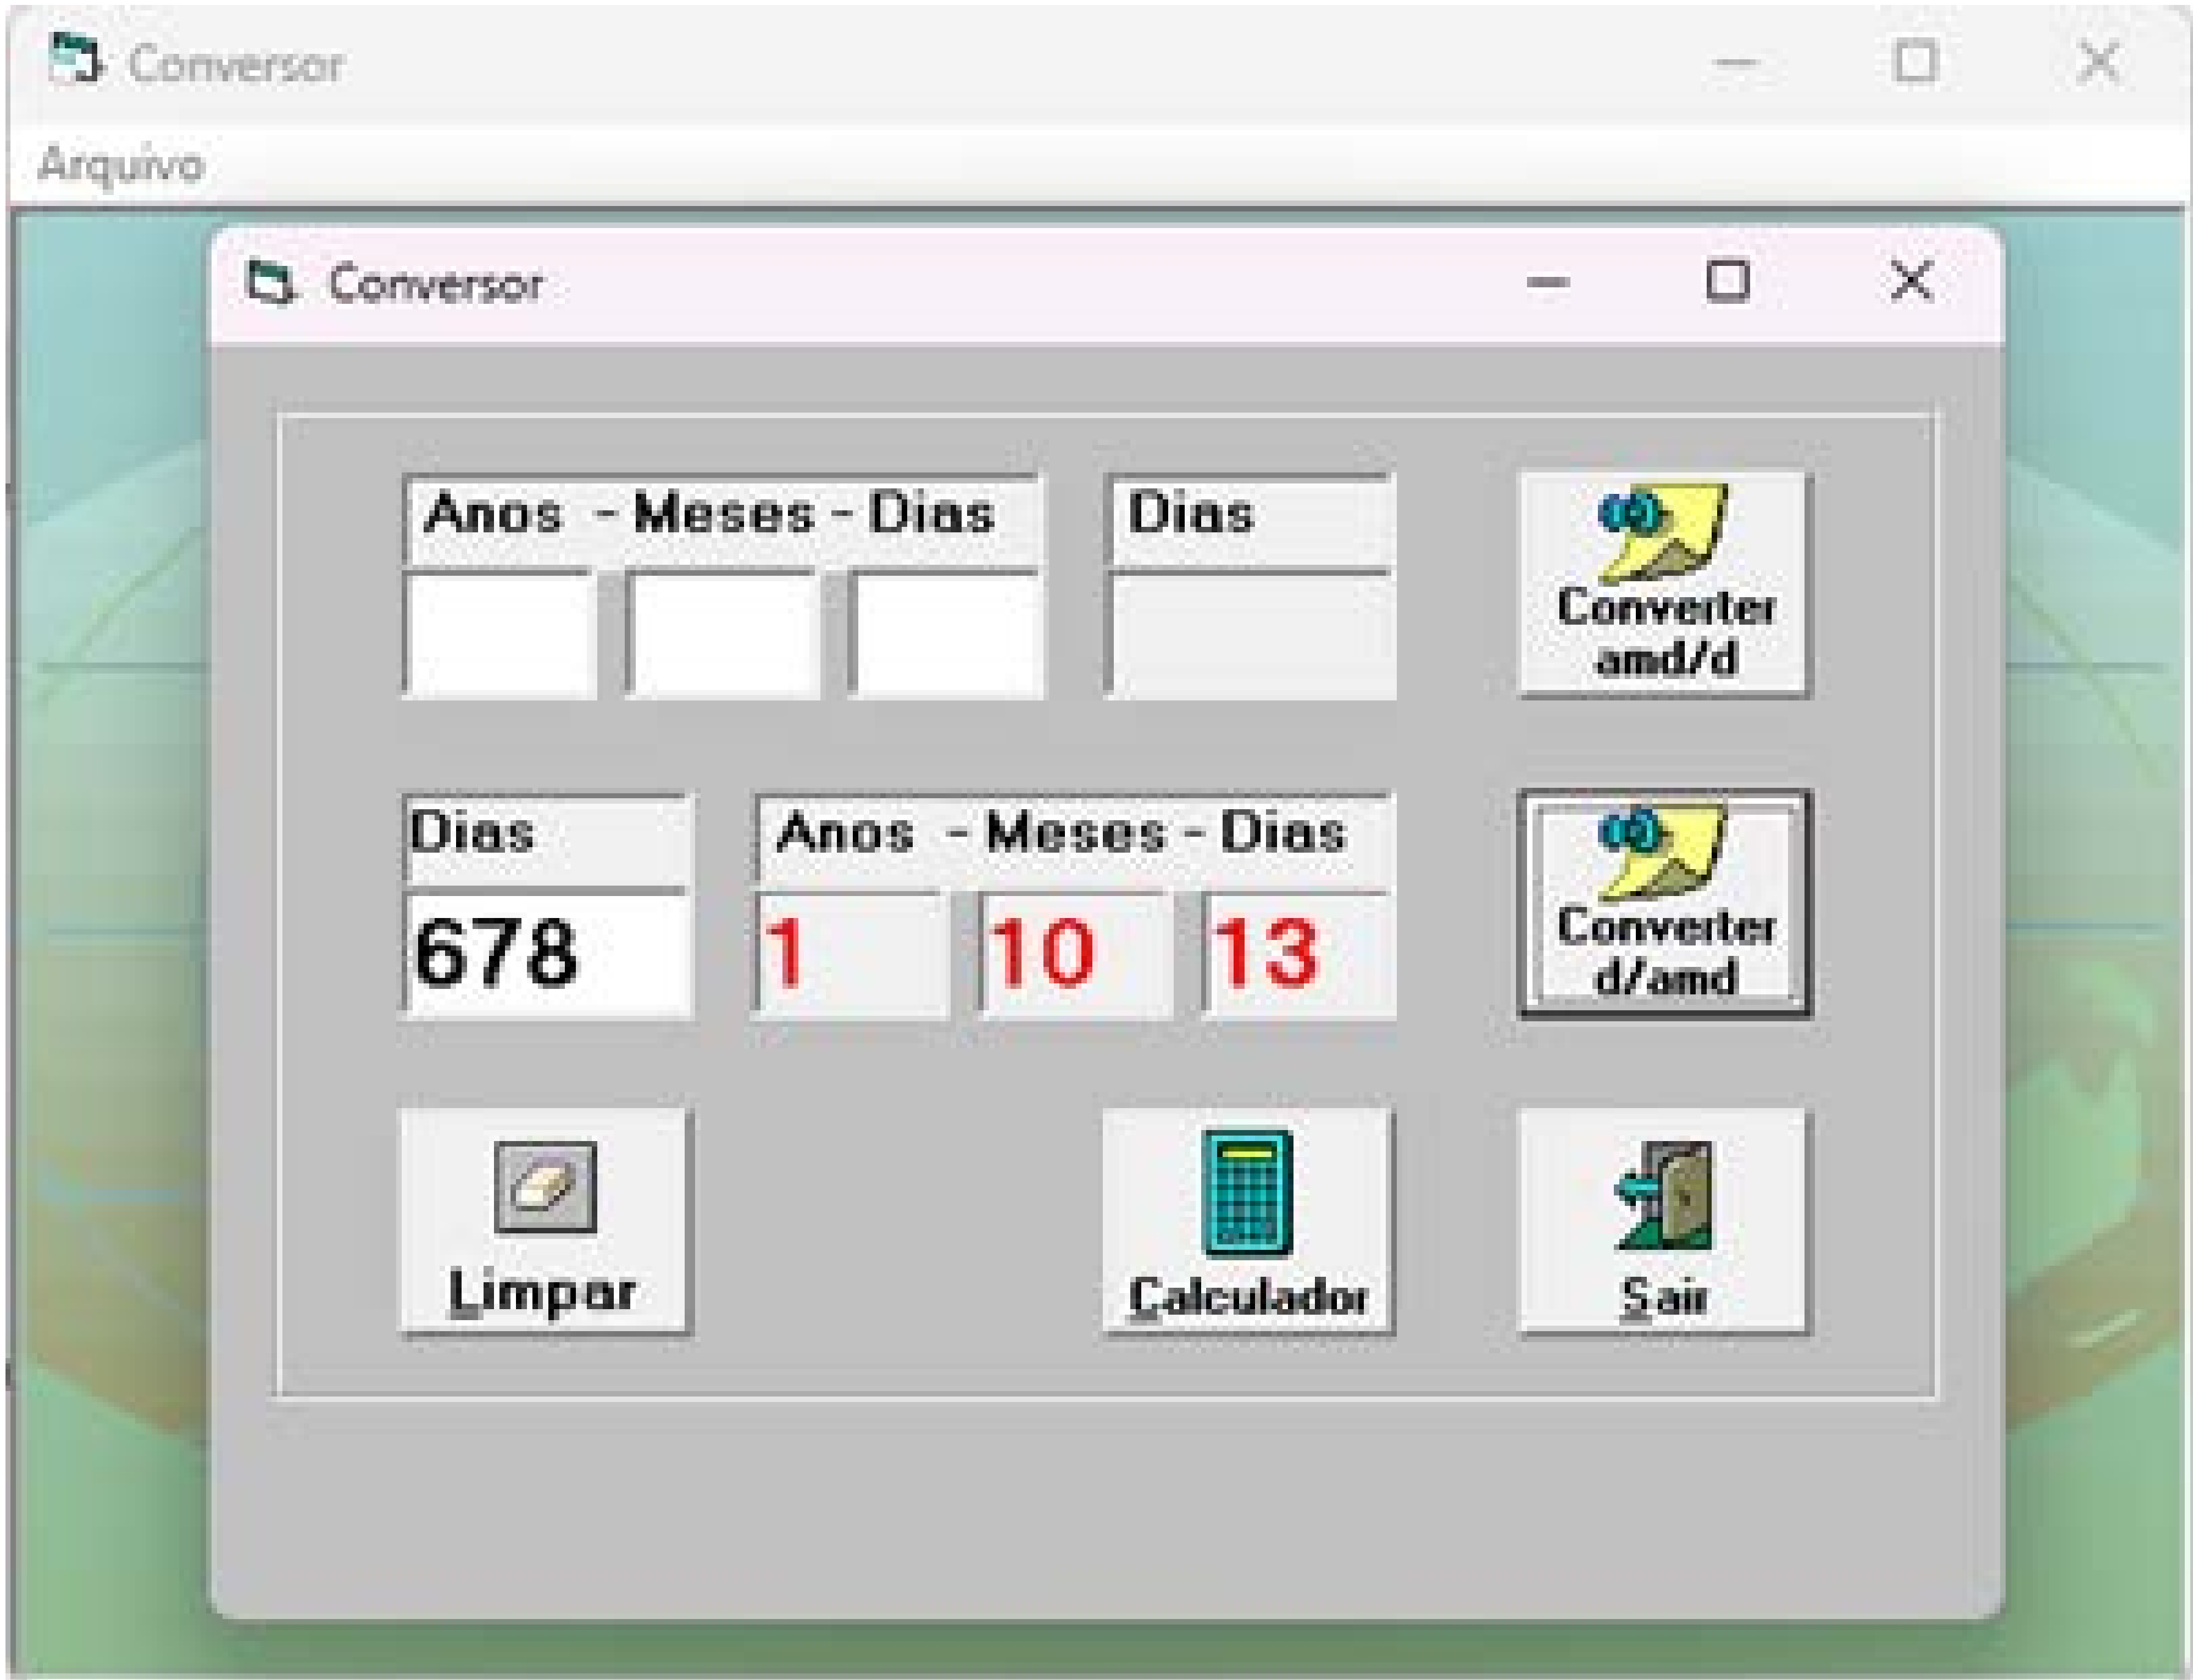 Conversor
Arquivo
Conversor
Anos - Meses - Dias
Dias
Converter
amd/d
Dias
Anos - Meses - Dias
678
1
10
13
Converter
d/amd
Limpar
Calculador
Sair